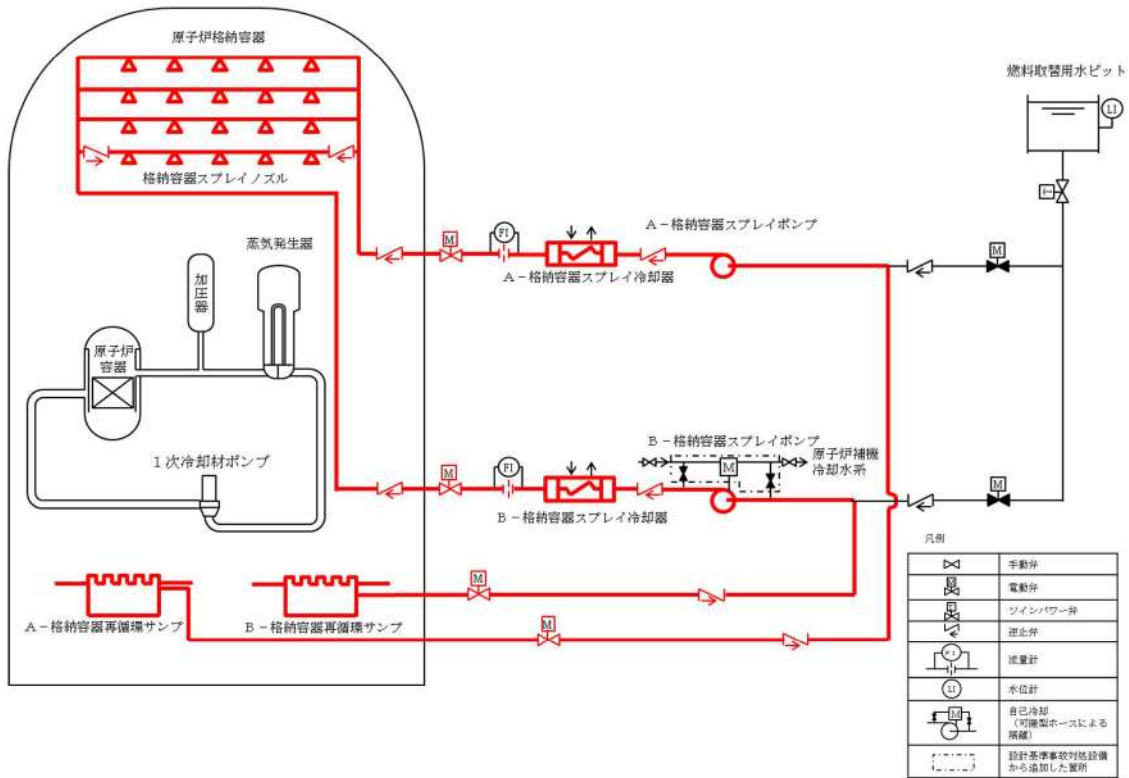 原子炉格納容器
燃料取替用水ピット
LI
T
格納容器スプレイノズル
A－格納容器スプレイポンプ
M
FI
M
A－格納容器スプレイ冷却器
蒸気発生器
加圧器
原子炉
容器
1次冷却材ポンプ
B－格納容器スプレイポンプ
原子炉補機
冷却水系
M
M
FI
M
B－格納容器スプレイ冷却器
M
A－格納容器再循環サンプ
B－格納容器再循環サンプ
M
凡例
手動弁
M
電動弁
T
ツインパワー弁
逆止弁
FI
流量計
LI
水位計
M
自己冷却
（可搬型ホースによる
隔離）
設計基準事故対処設備
から追加した箇所